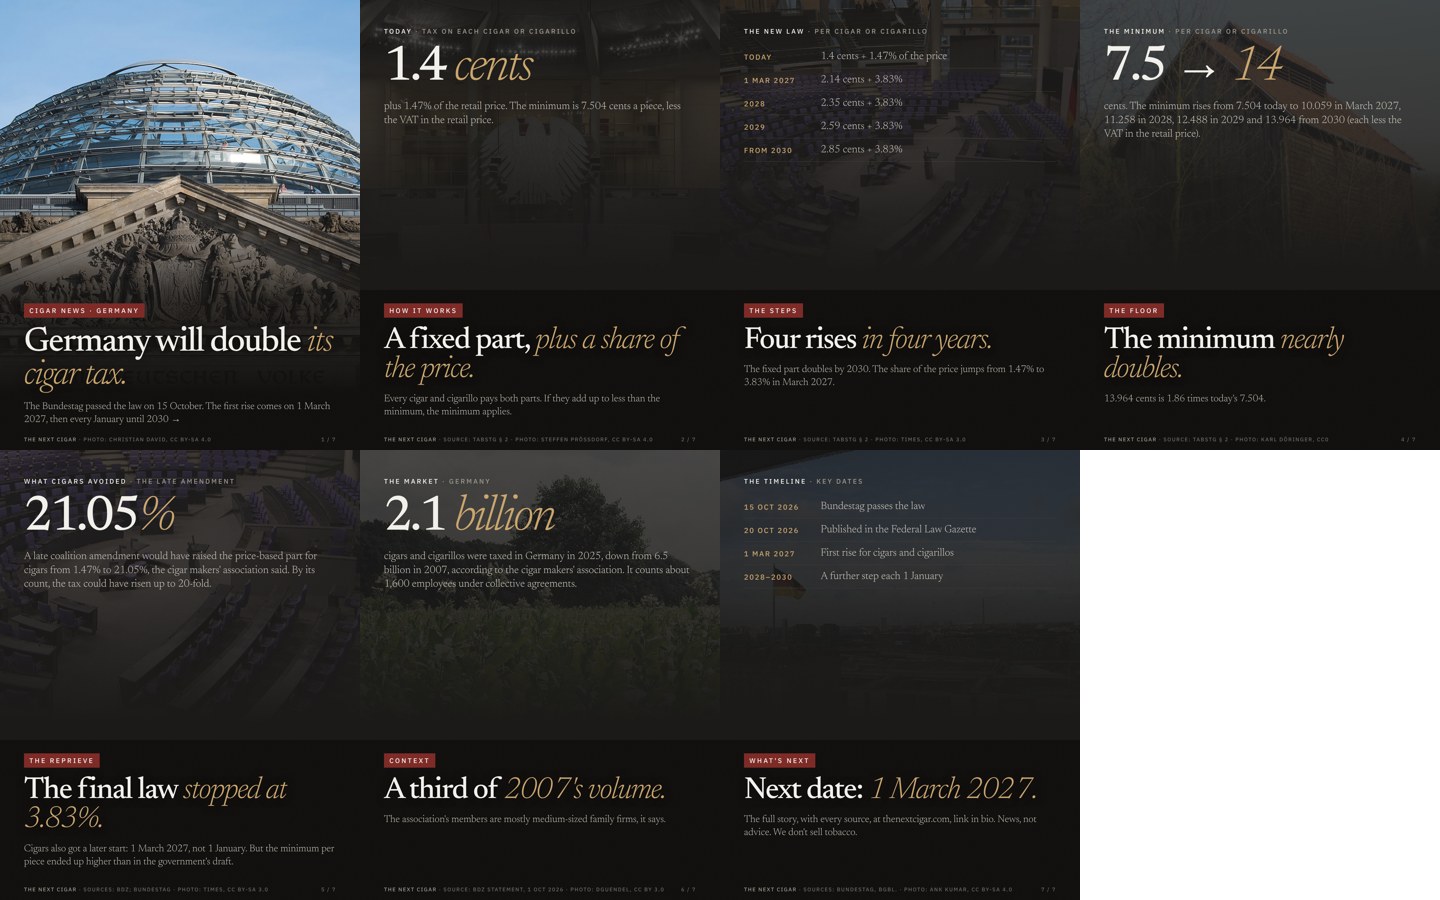 CIGAR NEWS · GERMANY
Germany will double its
cigar tax.
The Bundestag passed the law on 15 October. The first rise comes on 1 March
2027, then every January until 2030 →
THE NEXT CIGAR · PHOTO: CHRISTIAN DAVID, CC BY-SA 4.0
1 / 7
TODAY · TAX ON EACH CIGAR OR CIGARILLO
1.4 cents
plus 1.47% of the retail price. The minimum is 7.504 cents a piece, less
the VAT in the retail price.
HOW IT WORKS
A fixed part, plus a share of
the price.
Every cigar and cigarillo pays both parts. If they add up to less than the
minimum, the minimum applies.
THE NEXT CIGAR · SOURCE: TABSTG § 2 · PHOTO: STEFFEN PRÖSSDORF, CC BY-SA 4.0
2 / 7
THE NEW LAW · PER CIGAR OR CIGARILLO
TODAY 1.4 cents + 1.47% of the price
1 MAR 2027 2.14 cents + 3.83%
2028 2.35 cents + 3.83%
2029 2.59 cents + 3.83%
FROM 2030 2.85 cents + 3.83%
THE STEPS
Four rises in four years.
The fixed part doubles by 2030. The share of the price jumps from 1.47% to
3.83% in March 2027.
THE NEXT CIGAR · SOURCE: TABSTG § 2 · PHOTO: TIMES, CC BY-SA 3.0
3 / 7
THE MINIMUM · PER CIGAR OR CIGARILLO
7.5 → 14
cents. The minimum rises from 7.504 today to 10.059 in March 2027,
11.258 in 2028, 12.488 in 2029 and 13.964 from 2030 (each less the
VAT in the retail price).
THE FLOOR
The minimum nearly
doubles.
13.964 cents is 1.86 times today's 7.504.
THE NEXT CIGAR · SOURCE: TABSTG § 2 · PHOTO: KARL DÖRINGER, CC0
4 / 7
WHAT CIGARS AVOIDED · THE LATE AMENDMENT
21.05%
A late coalition amendment would have raised the price-based part for
cigars from 1.47% to 21.05%, the cigar makers' association said. By its
count, the tax could have risen up to 20-fold.
THE REPRIEVE
The final law stopped at
3.83%.
Cigars also got a later start: 1 March 2027, not 1 January. But the minimum per
piece ended up higher than in the government's draft.
THE NEXT CIGAR · SOURCES: BDZ; BUNDESTAG · PHOTO: TIMES, CC BY-SA 3.0
5 / 7
THE MARKET · GERMANY
2.1 billion
cigars and cigarillos were taxed in Germany in 2025, down from 6.5
billion in 2007, according to the cigar makers' association. It counts about
1,600 employees under collective agreements.
CONTEXT
A third of 2007's volume.
The association's members are mostly medium-sized family firms, it says.
THE NEXT CIGAR · SOURCE: BDZ STATEMENT, 1 OCT 2026 · PHOTO: DGUENDEL, CC BY 3.0
6 / 7
THE TIMELINE · KEY DATES
15 OCT 2026 Bundestag passes the law
20 OCT 2026 Published in the Federal Law Gazette
1 MAR 2027 First rise for cigars and cigarillos
2028–2030 A further step each 1 January
WHAT'S NEXT
Next date: 1 March 2027.
The full story, with every source, at thenextcigar.com, link in bio. News, not
advice. We don't sell tobacco.
THE NEXT CIGAR · SOURCES: BUNDESTAG, BGBL. · PHOTO: ANK KUMAR, CC BY-SA 4.0
7 / 7